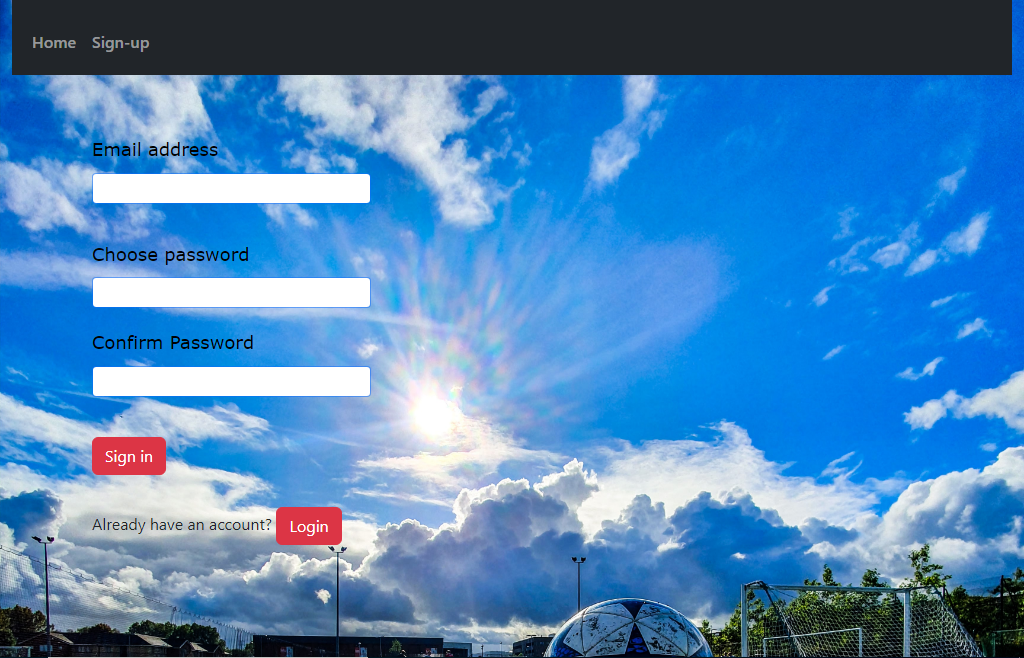 Home Sign-up
Email address
Choose password
Confirm Password
Sign in
Already have an account? Login